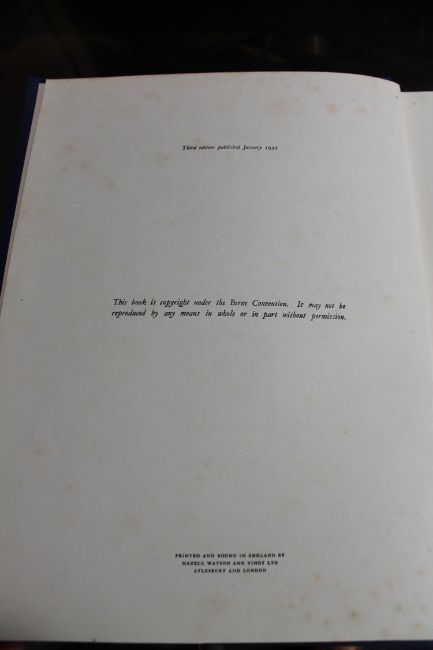 Third edition published January 1952
This book is copyright under the Berne Convention. It may not be
reproduced by any means in whole or in part without permission.
PRINTED AND BOUND IN ENGLAND BY
HAZELL WATSON AND VINEY LTD
AYLESBURY AND LONDON